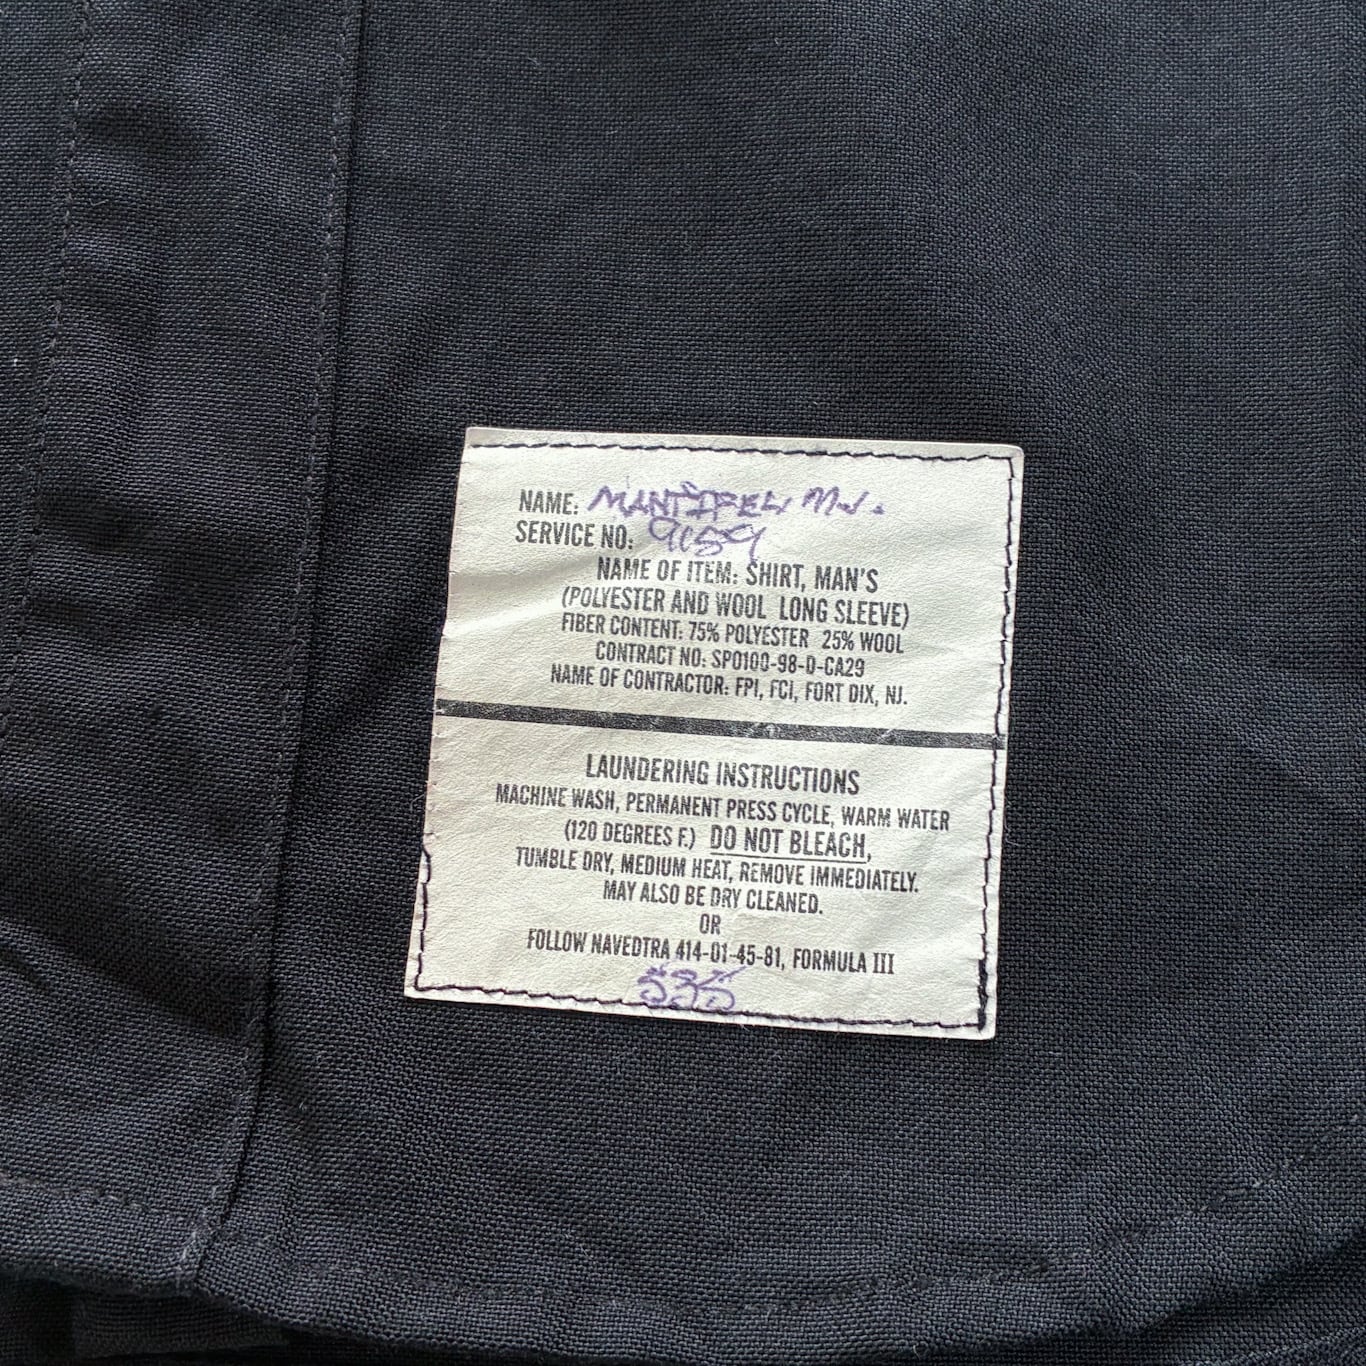 NAME: M.J.
SERVICE NO: 9159
NAME OF ITEM: SHIRT, MAN'S
(POLYESTER AND WOOL LONG SLEEVE)
FIBER CONTENT: 75% POLYESTER 25% WOOL
CONTRACT NO: SP0100-98-D-CA29
NAME OF CONTRACTOR: FPI, FCI, FORT DIX, NJ.
LAUNDERING INSTRUCTIONS
MACHINE WASH, PERMANENT PRESS CYCLE, WARM WATER
(120 DEGREES F.) DO NOT BLEACH,
TUMBLE DRY, MEDIUM HEAT, REMOVE IMMEDIATELY.
MAY ALSO BE DRY CLEANED.
OR
FOLLOW NAVEDTRA 414-01-45-81, FORMULA III
535